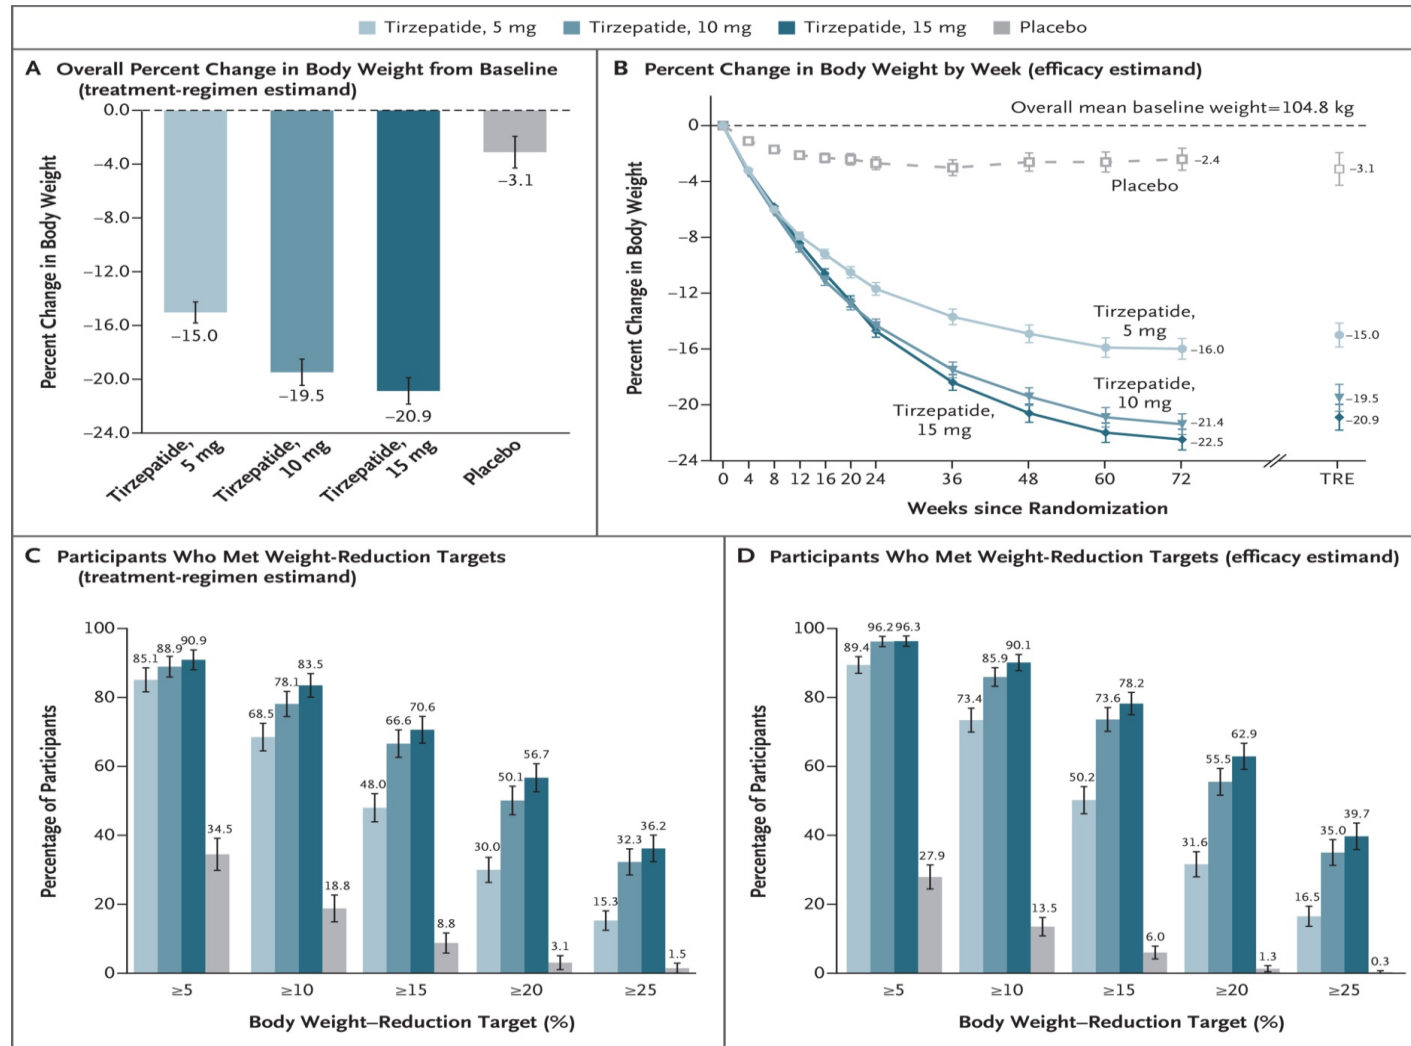 Tirzepatide, 5 mg Tirzepatide, 10 mg Tirzepatide, 15 mg Placebo
A Overall Percent Change in Body Weight from Baseline
(treatment-regimen estimand)
Percent Change in Body Weight
0.0
−4.0
−8.0
−12.0
−16.0
−20.0
−24.0
−15.0
−19.5
−20.9
−3.1
Tirzepatide,
5 mg
Tirzepatide,
10 mg
Tirzepatide,
15 mg
Placebo
B Percent Change in Body Weight by Week (efficacy estimand)
Overall mean baseline weight=104.8 kg
Percent Change in Body Weight
0
−4
−8
−12
−16
−20
−24
−2.4
Placebo
−3.1
Tirzepatide,
5 mg
−16.0
−15.0
Tirzepatide,
10 mg
−21.4
−19.5
Tirzepatide,
15 mg
−22.5
−20.9
0 4 8 12 16 20 24 36 48 60 72 TRE
Weeks since Randomization
C Participants Who Met Weight-Reduction Targets
(treatment-regimen estimand)
Percentage of Participants
100
80
60
40
20
0
85.1 88.9 90.9 34.5
68.5 78.1 83.5 18.8
48.0 66.6 70.6 8.8
30.0 50.1 56.7 3.1
15.3 32.3 36.2 1.5
≥5 ≥10 ≥15 ≥20 ≥25
Body Weight–Reduction Target (%)
D Participants Who Met Weight-Reduction Targets (efficacy estimand)
Percentage of Participants
100
80
60
40
20
0
89.4 96.2 96.3 27.9
73.4 85.9 90.1 13.5
50.2 73.6 78.2 6.0
31.6 55.5 62.9 1.3
16.5 35.0 39.7 0.3
≥5 ≥10 ≥15 ≥20 ≥25
Body Weight–Reduction Target (%)